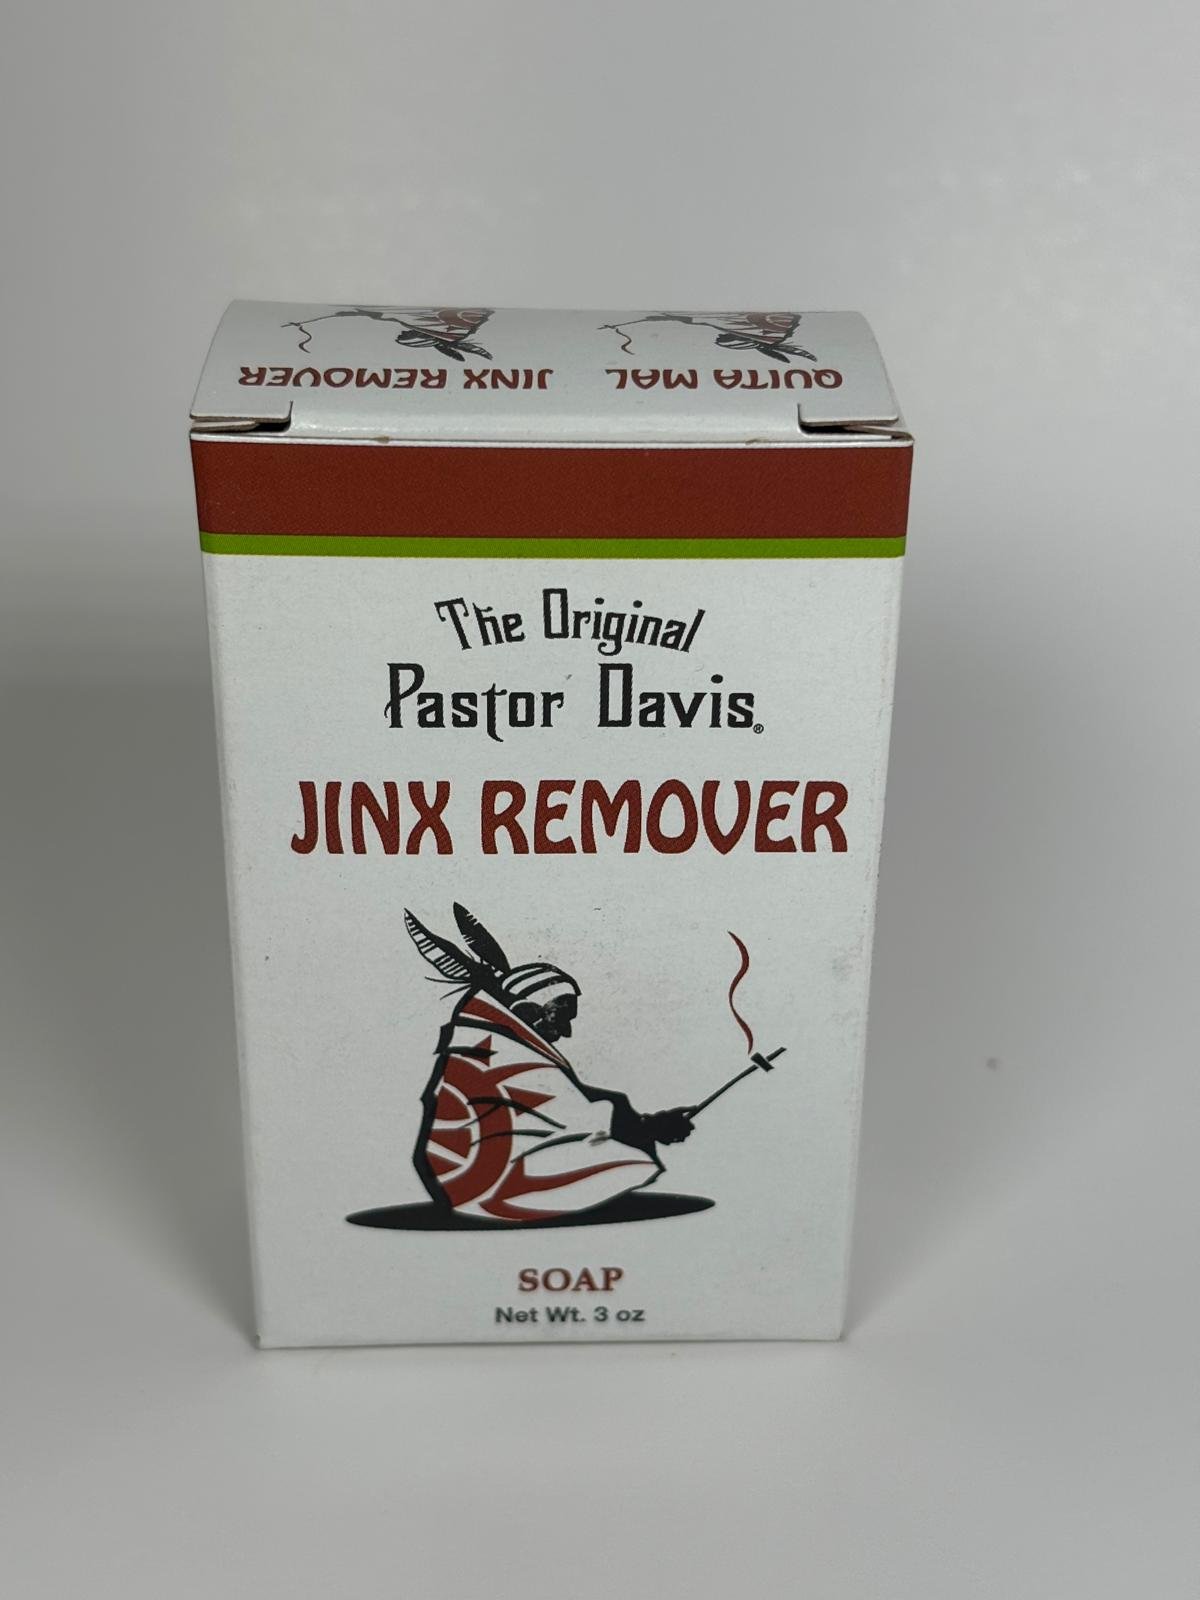 JINX REMOVER
QUITA MAL
The Original
Pastor Davis®
JINX REMOVER
SOAP
Net Wt. 3 oz